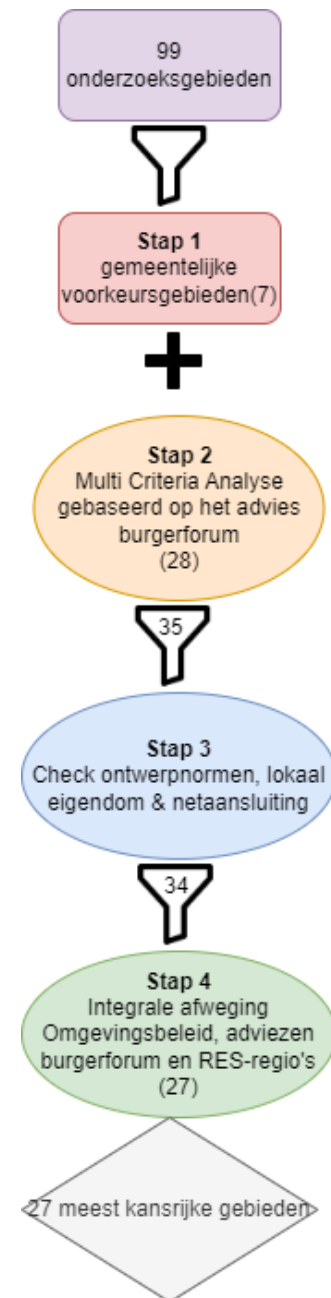 99
onderzoeksgebieden
Stap 1
gemeentelijke
voorkeursgebieden(7)
Stap 2
Multi Criteria Analyse
gebaseerd op het advies
burgerforum
(28)
35
Stap 3
Check ontwerpnormen, lokaal
eigendom & netaansluiting
34
Stap 4
Integrale afweging
Omgevingsbeleid, adviezen
burgerforum en RES-regio's
(27)
27 meest kansrijke gebieden